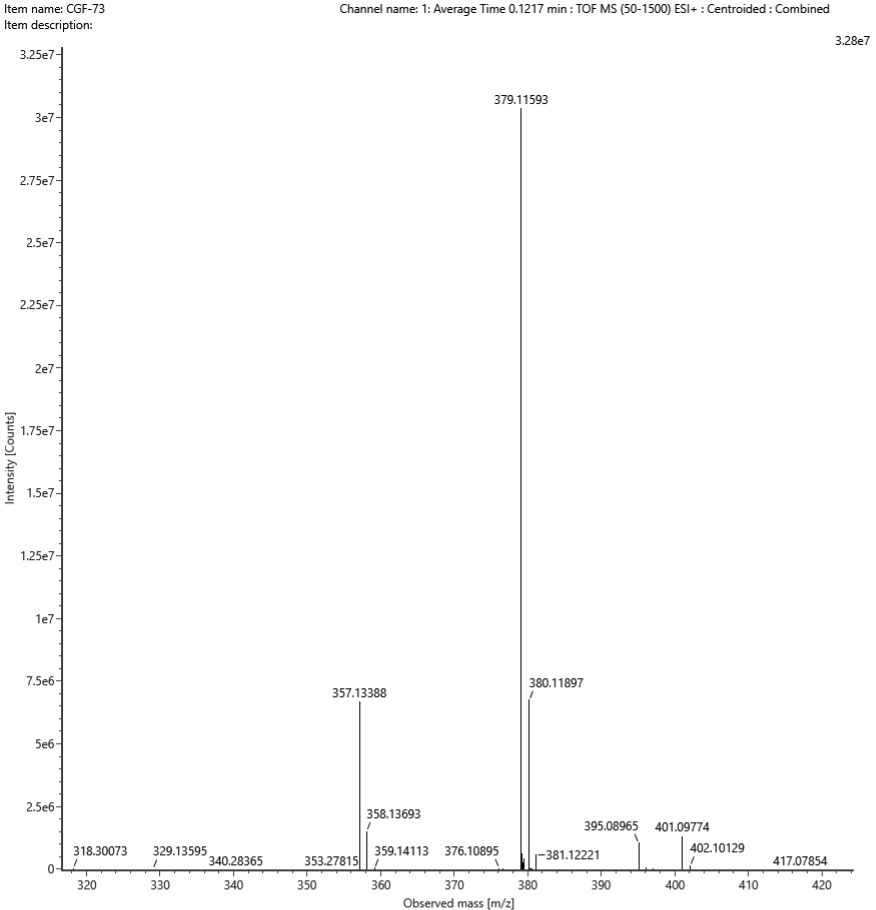 Item name: CGF-73
Channel name: 1: Average Time 0.1217 min : TOF MS (50-1500) ESI+ : Centroided : Combined
Item description:
3.28e7
3.25e7
379.11593
3e7
2.75e7
2.5e7
2.25e7
2e7
Intensity [Counts]
1.75e7
1.5e7
1.25e7
1e7
7.5e6
357.13388
380.11897
5e6
2.5e6
358.13693
395.08965
401.09774
318.30073
329.13595
340.28365
353.27815
359.14113
376.10895
381.12221
402.10129
417.07854
0
320
330
340
350
360
370
380
390
400
410
420
Observed mass [m/z]